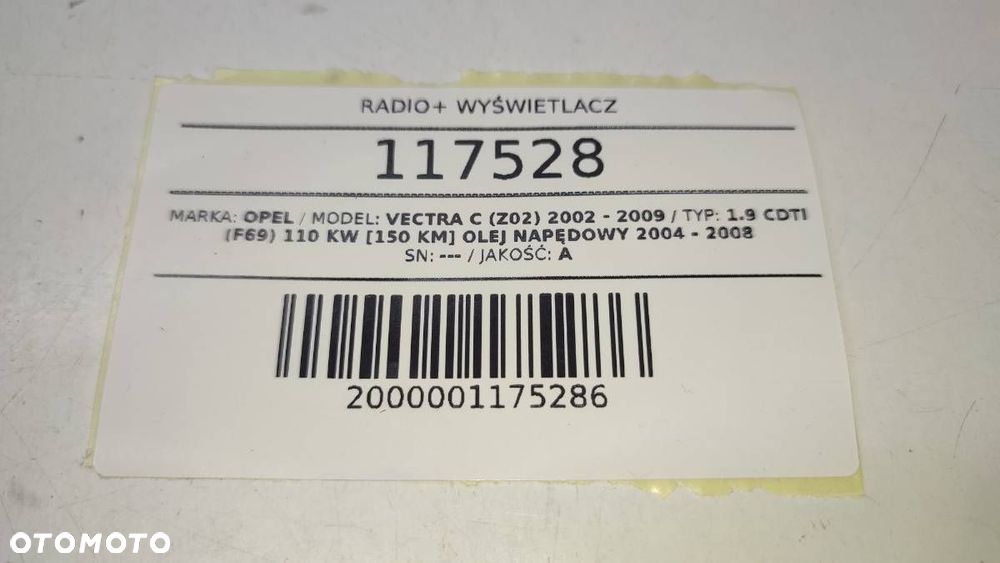 RADIO+ WYŚWIETLACZ
117528
MARKA: OPEL / MODEL: VECTRA C (Z02) 2002 - 2009 / TYP: 1.9 CDTI
(F69) 110 KW [150 KM] OLEJ NAPĘDOWY 2004 - 2008
SN: --- / JAKOŚĆ: A
2000001175286
OTOMOTO